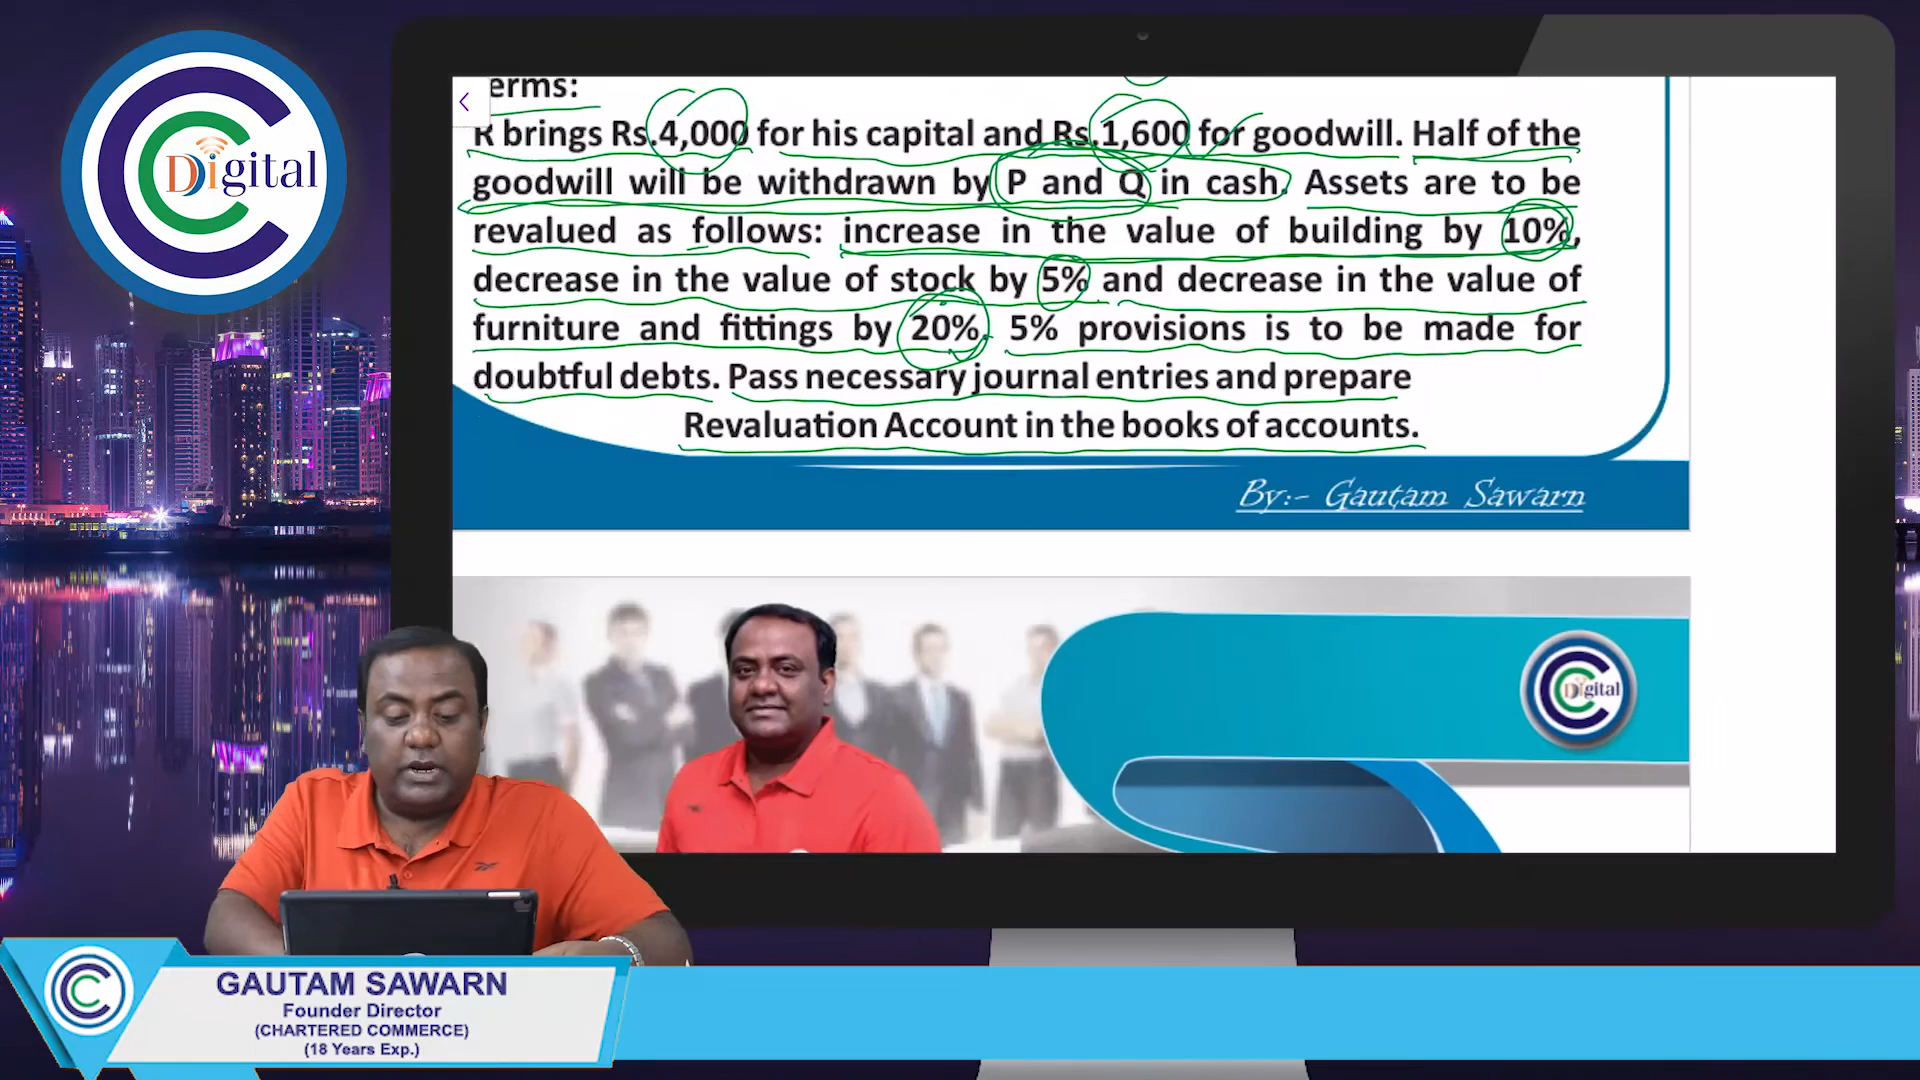 Digital
erms:
R brings Rs.4,000 for his capital and Rs.1,600 for goodwill. Half of the
goodwill will be withdrawn by P and Q in cash. Assets are to be
revalued as follows: increase in the value of building by 10%,
decrease in the value of stock by 5% and decrease in the value of
furniture and fittings by 20%. 5% provisions is to be made for
doubtful debts. Pass necessary journal entries and prepare
Revaluation Account in the books of accounts.
By:- Gautam Sawarn
Digital
GAUTAM SAWARN
Founder Director
(CHARTERED COMMERCE)
(18 Years Exp.)